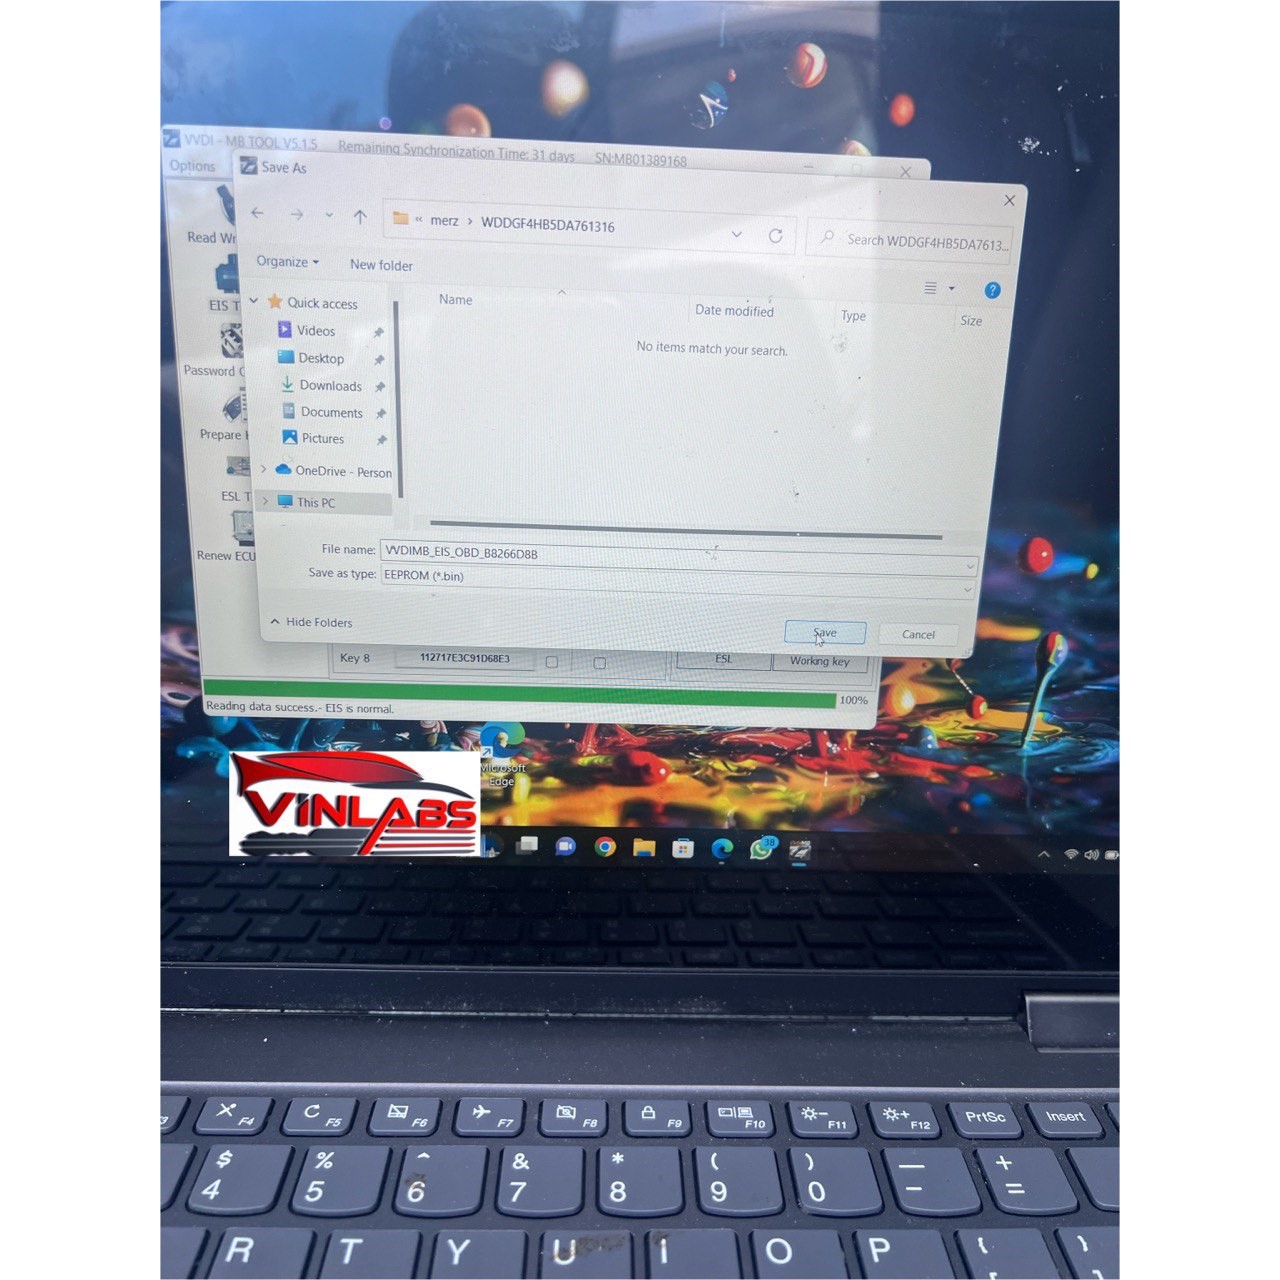 VVDI - MB TOOL V5.1.5 Remaining Synchronization Time: 31 days SN:MB01389168
Options
Save As
« merz > WDDGF4HB5DA761316
Search WDDGF4HB5DA7613...
Read Wr
Organize
New folder
EIS T
Quick access
Name
Date modified
Type
Size
Videos
No items match your search.
Desktop
Password
Downloads
Documents
Prepare
Pictures
OneDrive - Person
ESL T
This PC
Renew ECU
File name: VVDIMB_EIS_OBD_B8266D8B
Save as type: EEPROM (*.bin)
Hide Folders
Save
Cancel
Key 8
112717E3C91D68E3
ESL
Working key
100%
Reading data success.- EIS is normal.
Microsoft
Edge
VINLABS
38
F4
F5
F6
F7
F8
F9
F10
F11
F12
PrtSc
Insert
$ 4
% 5
^ 6
& 7
* 8
( 9
) 0
— -
+ =
R
T
Y
U
I
O
P
{ [
} ]